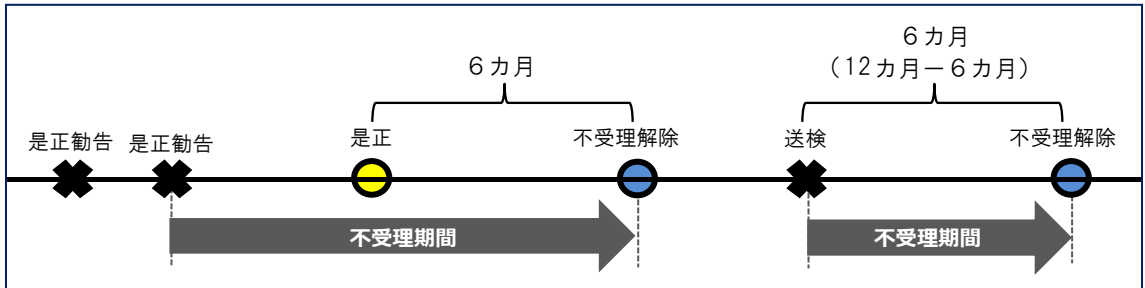 ６カ月
６カ月
（12カ月－６カ月）
是正勧告
是正勧告
是正
不受理解除
送検
不受理解除
不受理期間
不受理期間